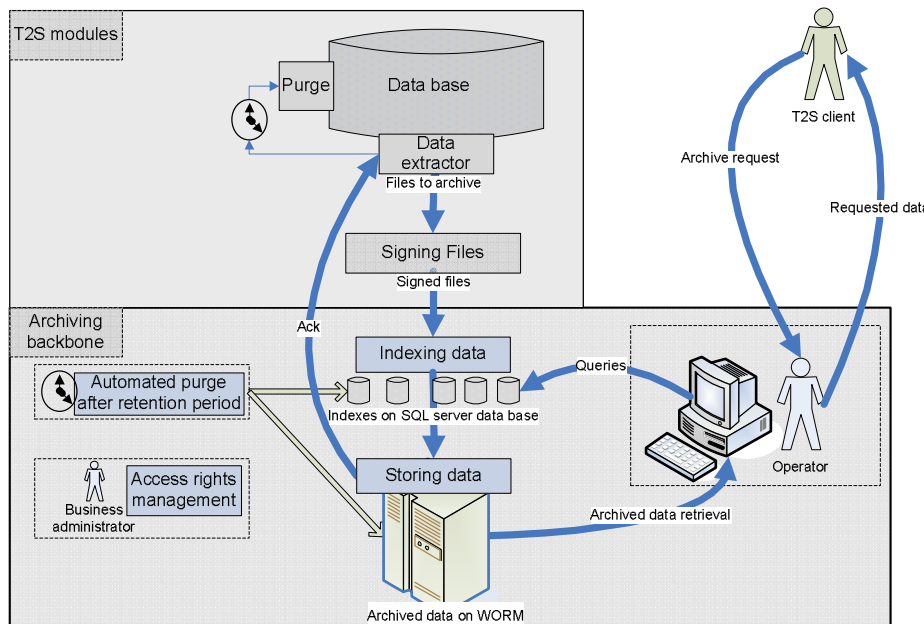 T2S modules
Purge
Data base
Data
extractor
Files to archive
Signing Files
Signed files
T2S client
Archive request
Requested data
Archiving
backbone
Ack
Indexing data
Queries
Automated purge
after retention period
Indexes on SQL server data base
Storing data
Operator
Access rights
management
Business
administrator
Archived data retrieval
Archived data on WORM